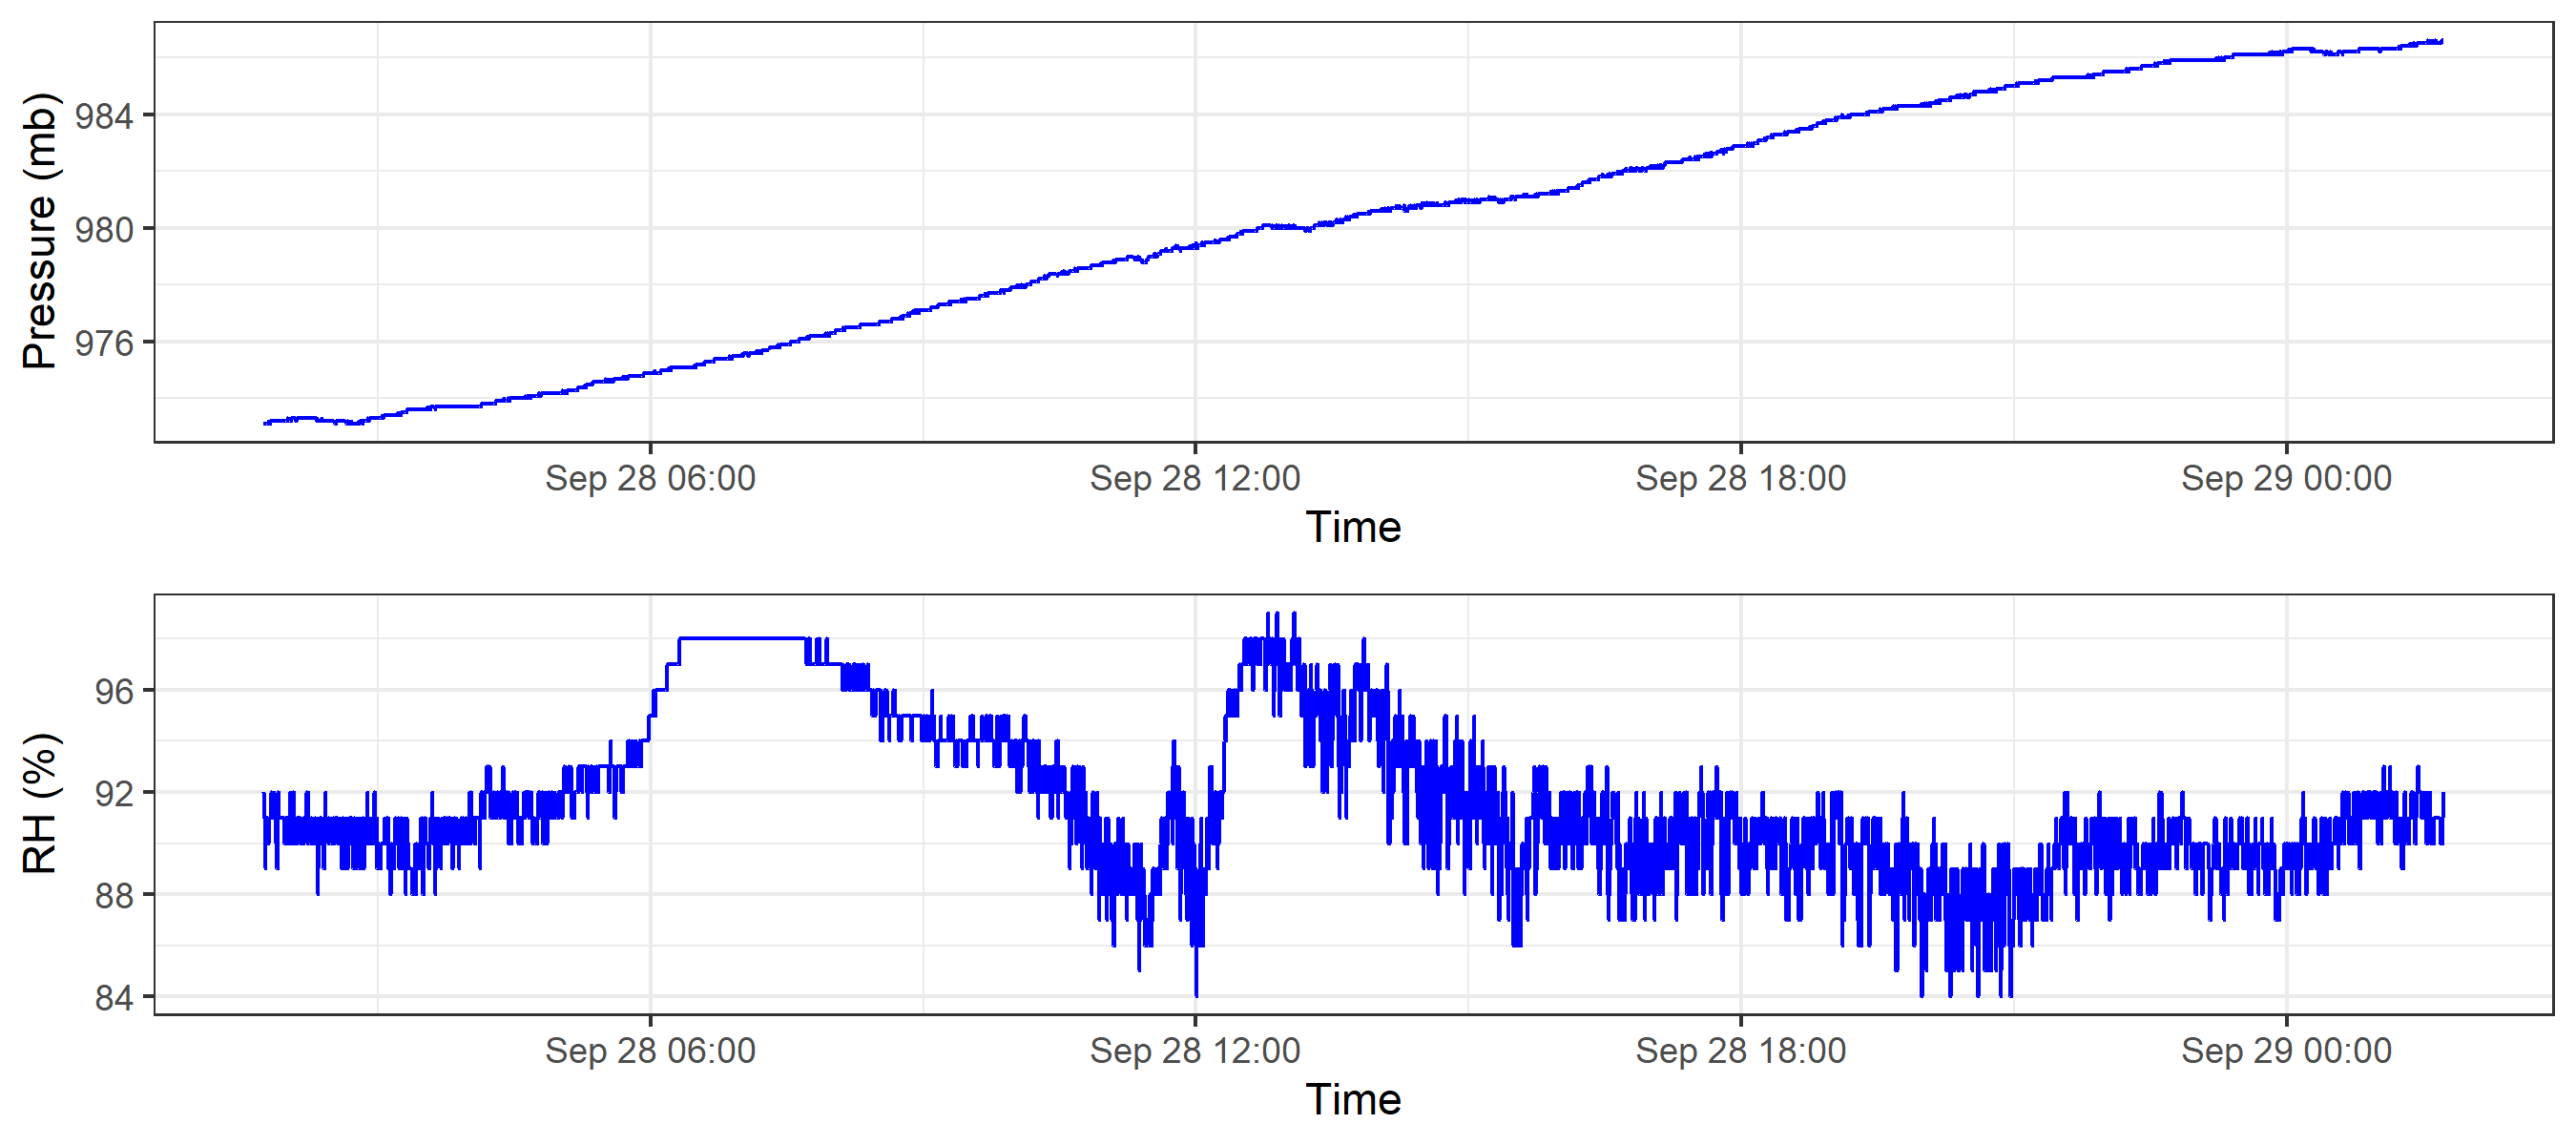 Pressure (mb)
984
980
976
Sep 28 06:00
Sep 28 12:00
Sep 28 18:00
Sep 29 00:00
Time
RH (%)
96
92
88
84
Sep 28 06:00
Sep 28 12:00
Sep 28 18:00
Sep 29 00:00
Time